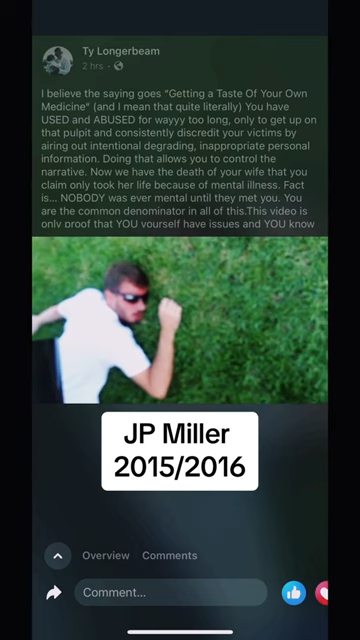 Ty Longerbeam
2 hrs ·
I believe the saying goes “Getting a Taste Of Your Own
Medicine” (and I mean that quite literally) You have
USED and ABUSED for wayyy too long, only to get up on
that pulpit and consistently discredit your victims by
airing out intentional degrading, inappropriate personal
information. Doing that allows you to control the
narrative. Now we have the death of your wife that you
claim only took her life because of mental illness. Fact
is... NOBODY was ever mental until they met you. You
are the common denominator in all of this.This video is
only proof that YOU yourself have issues and YOU know
JP Miller
2015/2016
Overview Comments
Comment...